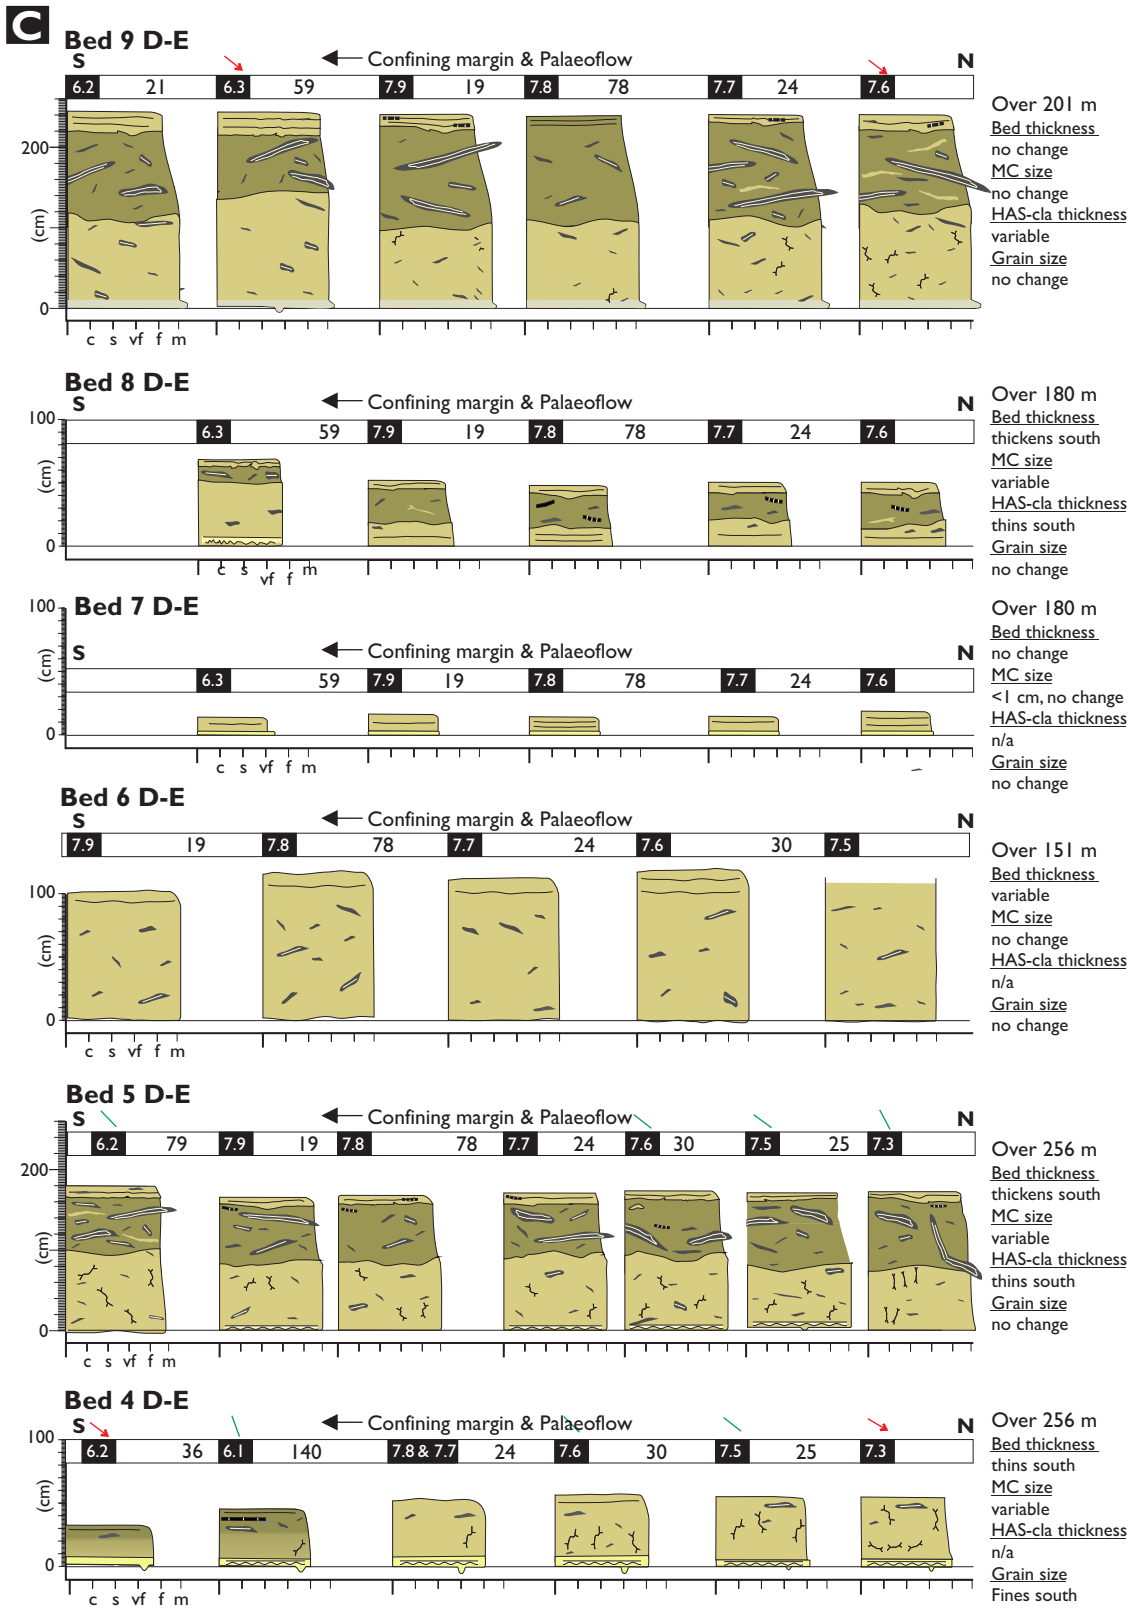 C
Bed 9 D-E
S
Confining margin & Palaeoflow
N
6.2 21 6.3 59 7.9 19 7.8 78 7.7 24 7.6
200
(cm)
0
c s vf f m
Over 201 m
Bed thickness
no change
MC size
no change
HAS-cla thickness
variable
Grain size
no change
Bed 8 D-E
S
Confining margin & Palaeoflow
N
100
6.3 59 7.9 19 7.8 78 7.7 24 7.6
(cm)
0
c s vf f m
Over 180 m
Bed thickness
thickens south
MC size
variable
HAS-cla thickness
thins south
Grain size
no change
100
Bed 7 D-E
S
Confining margin & Palaeoflow
N
6.3 59 7.9 19 7.8 78 7.7 24 7.6
(cm)
0
c s vf f m
Over 180 m
Bed thickness
no change
MC size
<1 cm, no change
HAS-cla thickness
n/a
Grain size
no change
Bed 6 D-E
S
Confining margin & Palaeoflow
N
7.9 19 7.8 78 7.7 24 7.6 30 7.5
100
(cm)
0
c s vf f m
Over 151 m
Bed thickness
variable
MC size
no change
HAS-cla thickness
n/a
Grain size
no change
Bed 5 D-E
S
Confining margin & Palaeoflow
N
6.2 79 7.9 19 7.8 78 7.7 24 7.6 30 7.5 25 7.3
200
(cm)
0
c s vf f m
Over 256 m
Bed thickness
thickens south
MC size
variable
HAS-cla thickness
thins south
Grain size
no change
Bed 4 D-E
S
Confining margin & Palaeoflow
N
100
6.2 36 6.1 140 7.8 & 7.7 24 7.6 30 7.5 25 7.3
(cm)
0
c s vf f m
Over 256 m
Bed thickness
thins south
MC size
variable
HAS-cla thickness
n/a
Grain size
Fines south